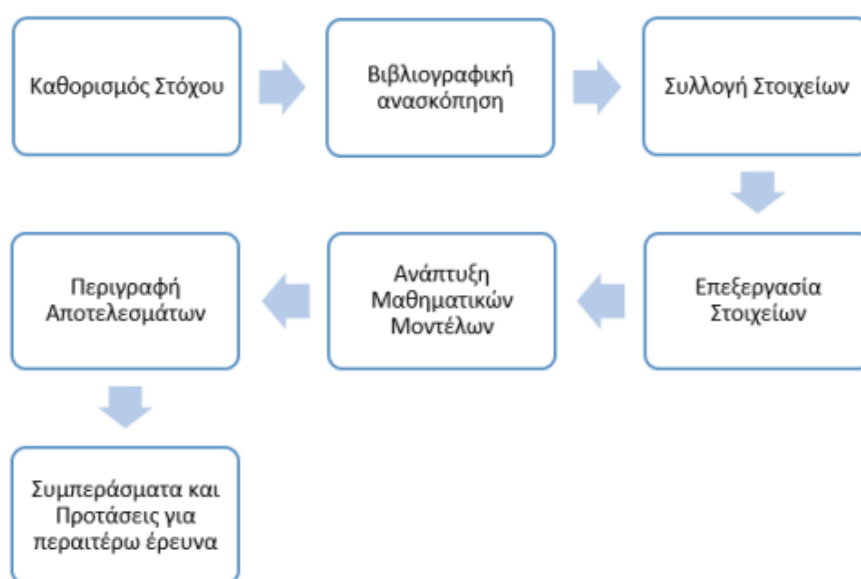 Καθορισμός Στόχου
Βιβλιογραφική
ανασκόπηση
Συλλογή Στοιχείων
Επεξεργασία
Στοιχείων
Ανάπτυξη
Μαθηματικών
Μοντέλων
Περιγραφή
Αποτελεσμάτων
Συμπεράσματα και
Προτάσεις για
περαιτέρω έρευνα